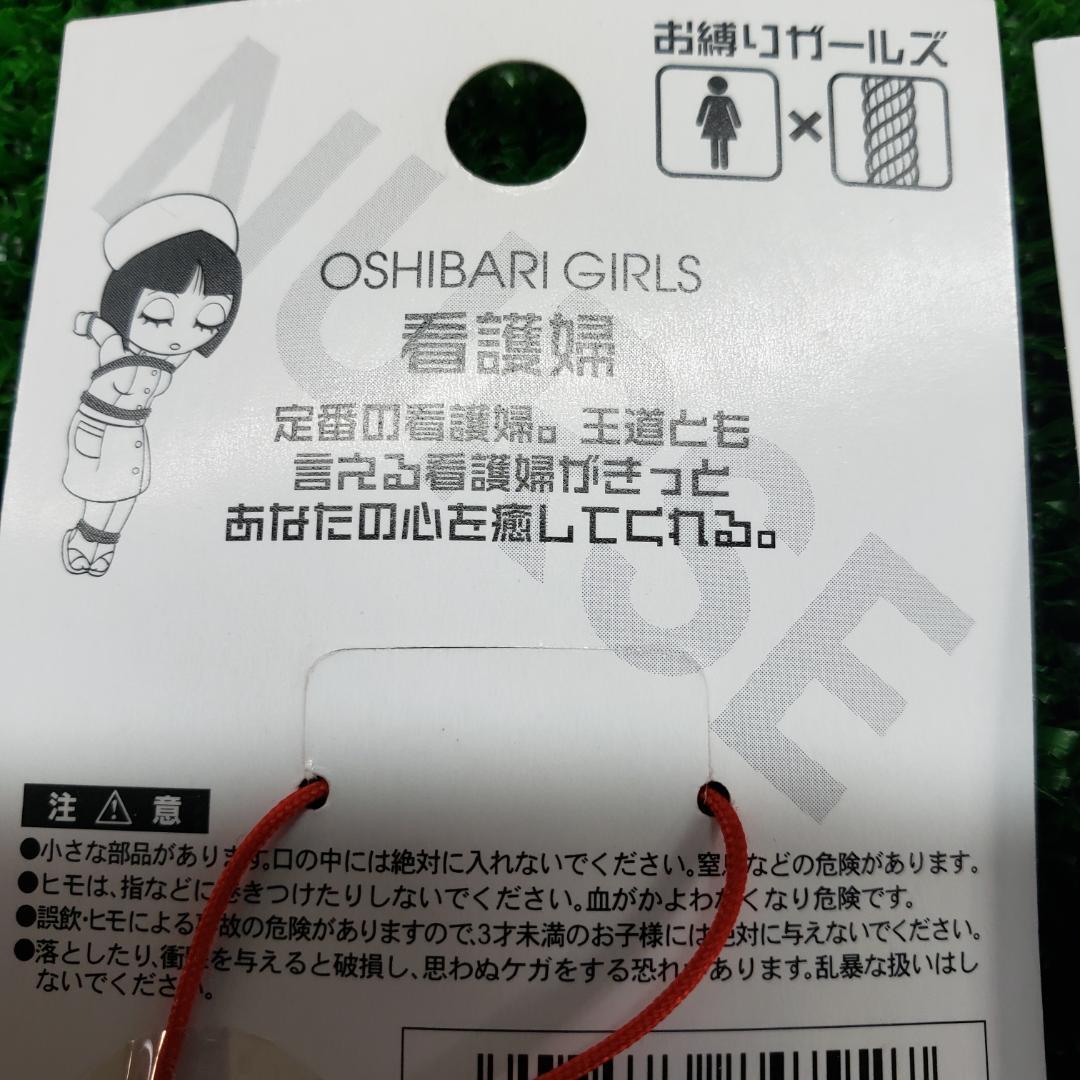 お縛りガールズ
×
NURSE
OSHIBARI GIRLS
看護婦
定番の看護婦。王道とも
言える看護婦がきっと
あなたの心を癒してくれる。
注意
●小さな部品があります。口の中には絶対に入れないでください。窒息などの危険があります。
●ヒモは、指などに巻きつけたりしないでください。血がかよわなくなり危険です。
●誤飲・ヒモによる事故の危険がありますので、3才未満のお子様には絶対に与えないでください。
●落としたり、衝撃を与えると破損し、思わぬケガをする恐れがあります。乱暴な扱いはし
ないでください。